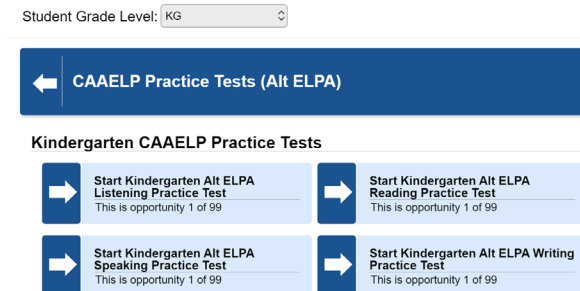 Student Grade Level: KG
CAAELP Practice Tests (Alt ELPA)
Kindergarten CAAELP Practice Tests
Start Kindergarten Alt ELPA
Listening Practice Test
This is opportunity 1 of 99
Start Kindergarten Alt ELPA
Reading Practice Test
This is opportunity 1 of 99
Start Kindergarten Alt ELPA
Speaking Practice Test
This is opportunity 1 of 99
Start Kindergarten Alt ELPA Writing
Practice Test
This is opportunity 1 of 99